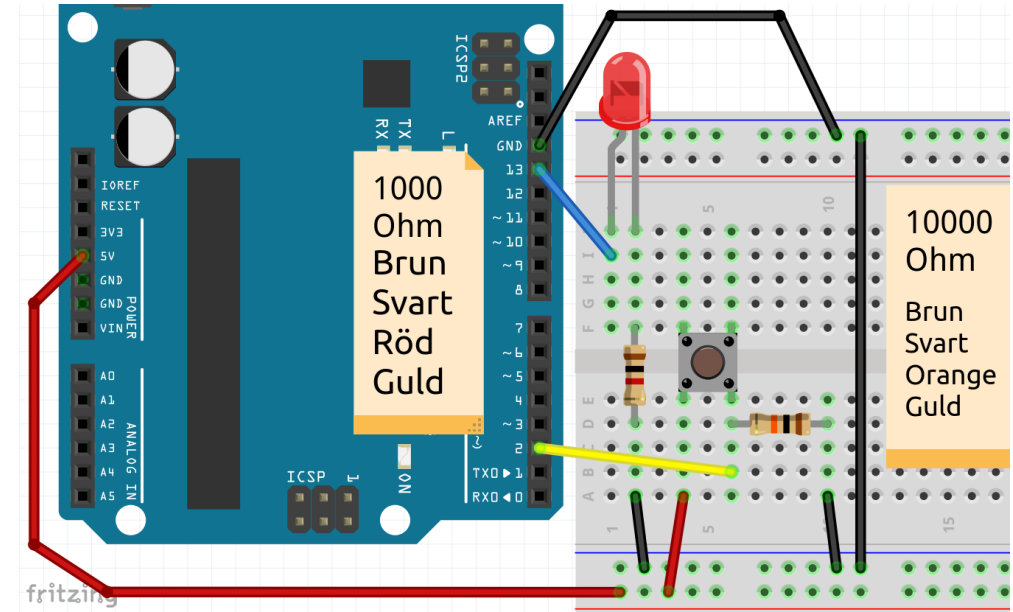 ICSP2
AREF
GND
RX
TX
L
13
12
~11
~10
~9
8
IOREF
RESET
3V3
5V
GND
GND
VIN
POWER
1000
Ohm
Brun
Svart
Röd
Guld
7
~6
~5
4
~3
2
TX0▶1
RX0◀0
A0
A1
A2
A3
A4
A5
ANALOG IN
ICSP
1
ON
5
10
I
H
G
F
E
D
C
B
A
1
5
15
10000
Ohm
Brun
Svart
Orange
Guld
fritzing